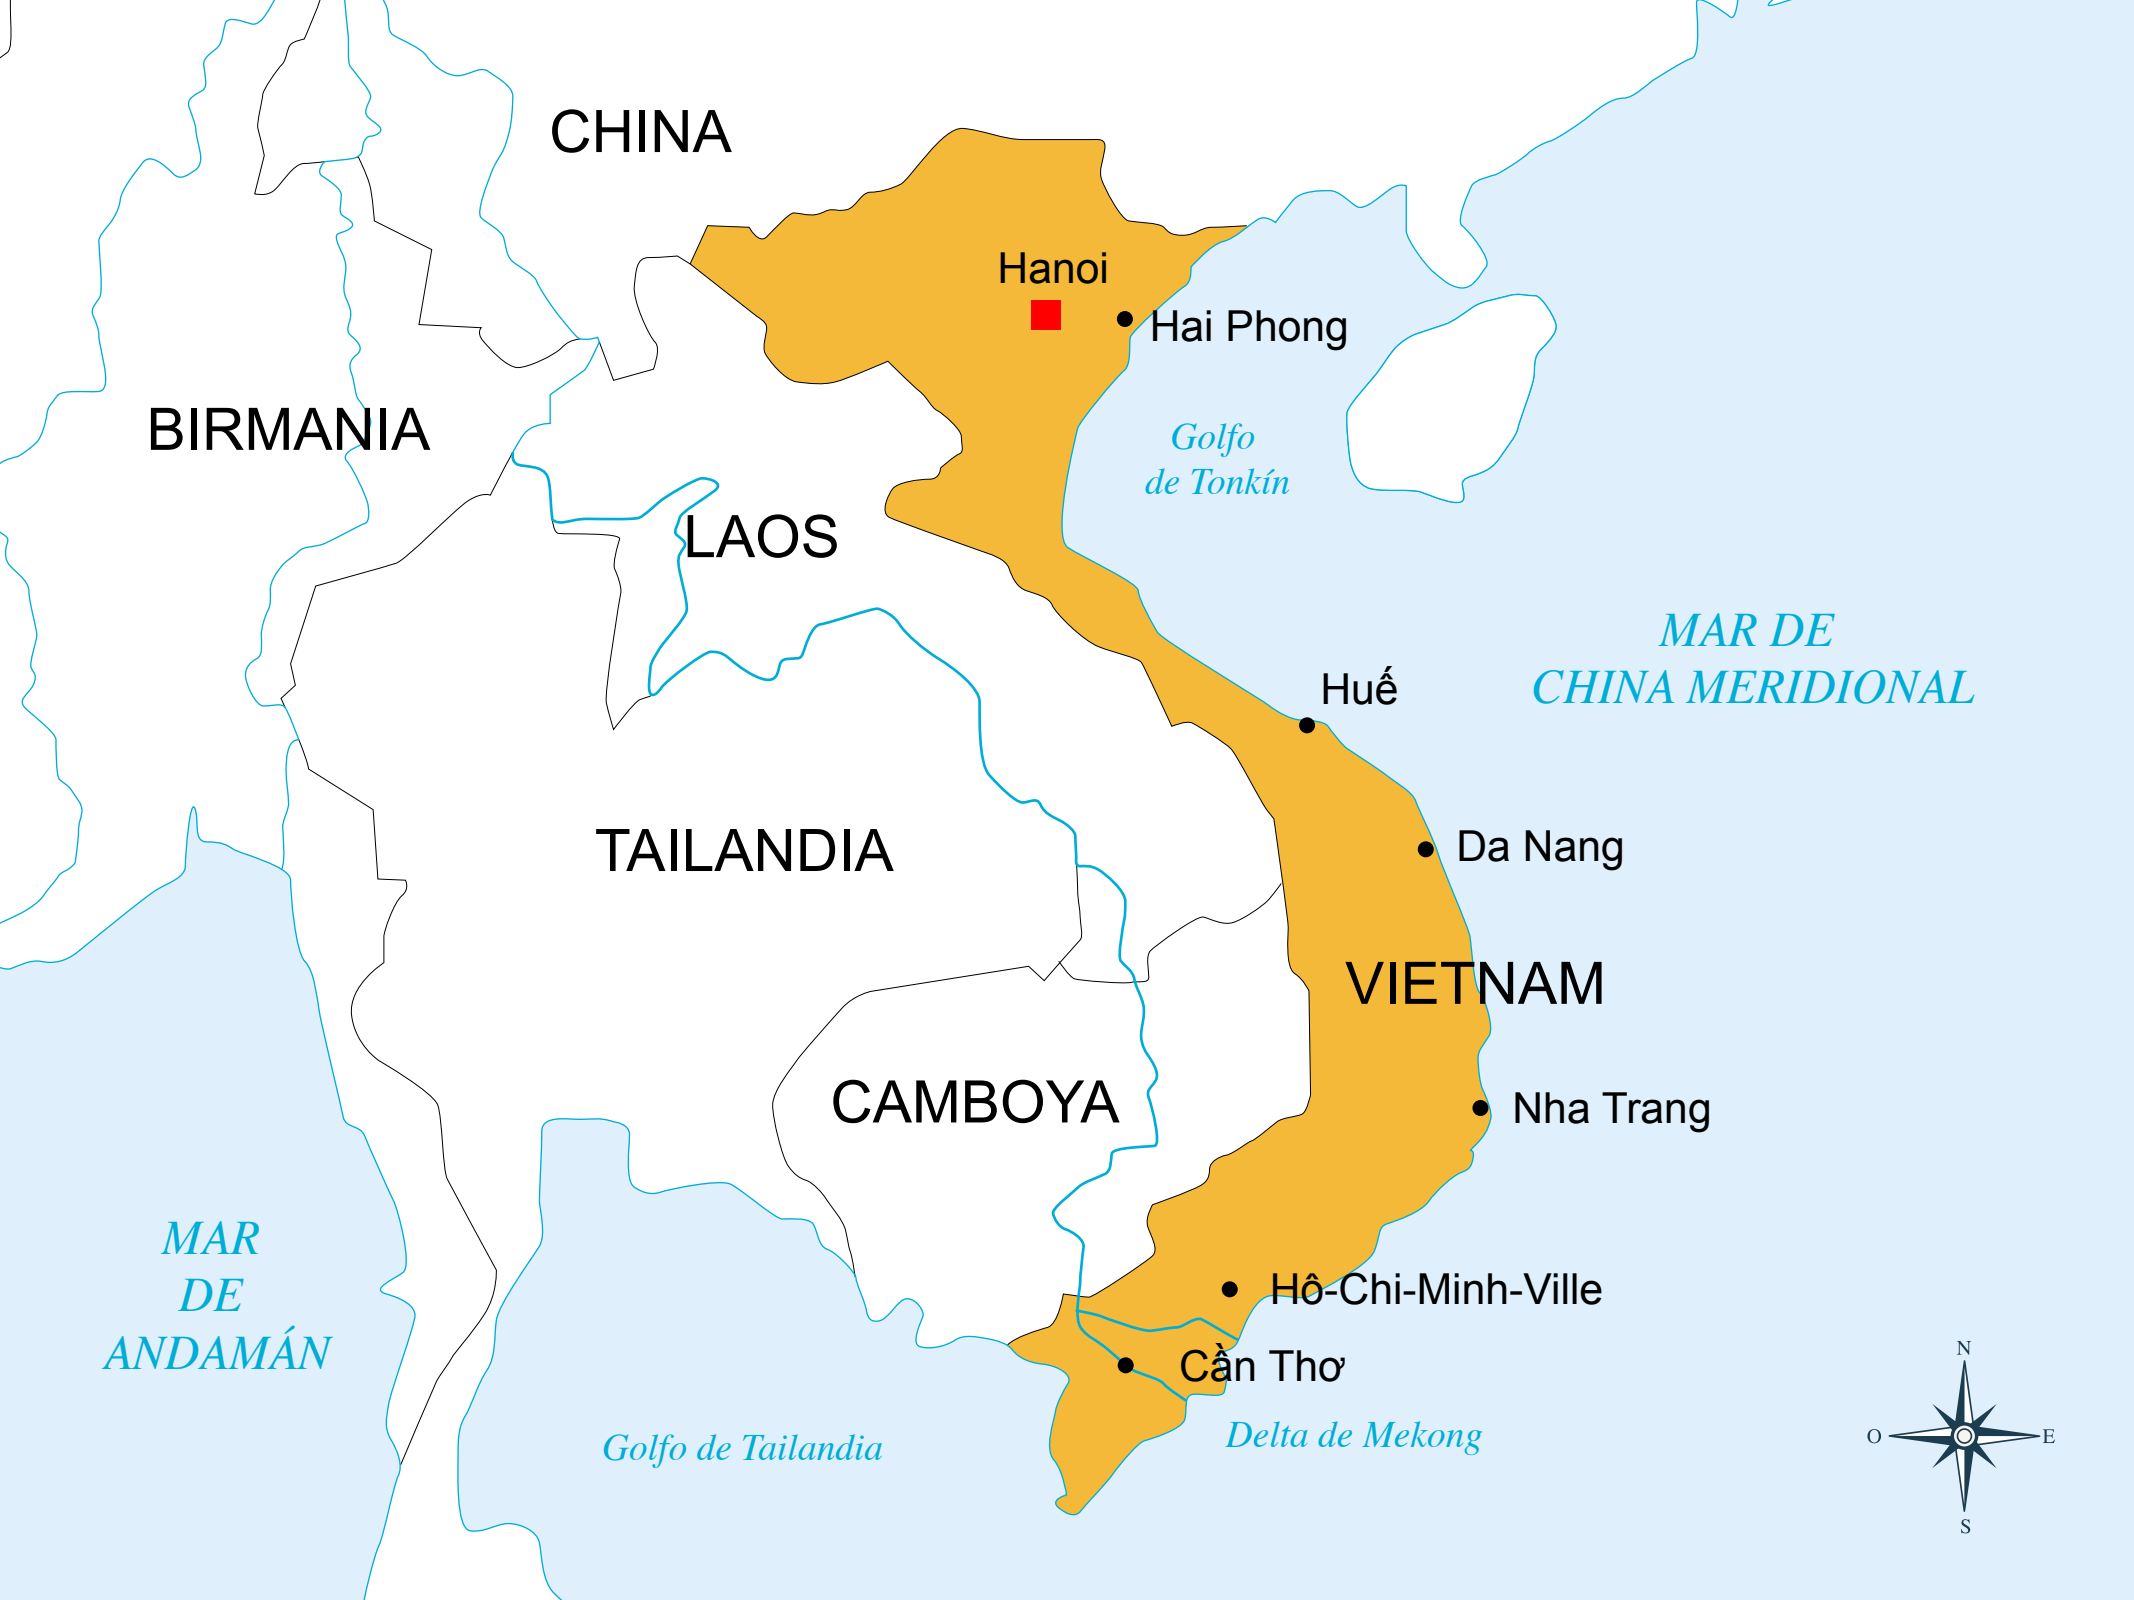 CHINA
Hanoi
Hai Phong
BIRMANIA
Golfo
de Tonkín
LAOS
MAR DE
CHINA MERIDIONAL
Huế
TAILANDIA
Da Nang
VIETNAM
CAMBOYA
Nha Trang
MAR
DE
ANDAMÁN
Hô-Chi-Minh-Ville
Cần Thơ
Golfo de Tailandia
Delta de Mekong
N
O
E
S